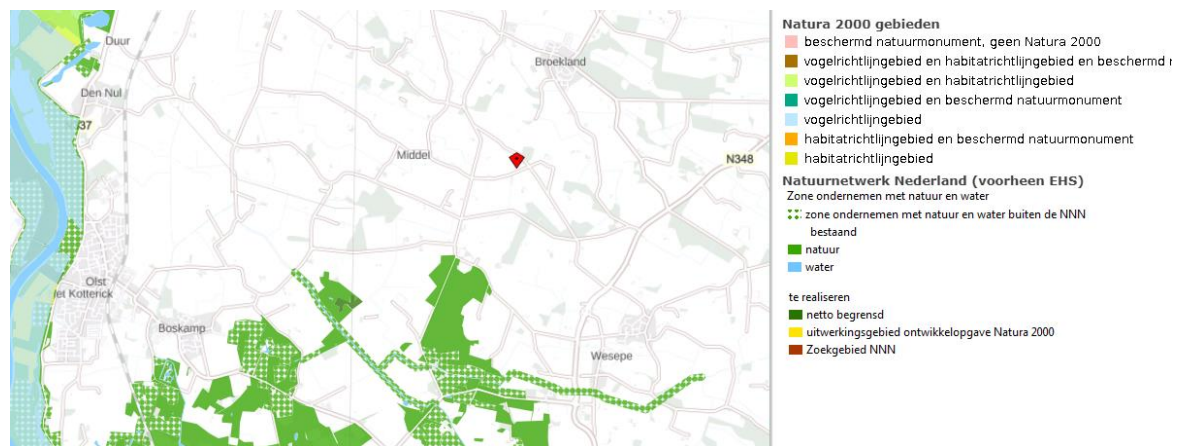 Duur
Den Nul
N37
Broekland
Middel
N348
Olst
et Kotterick
Boskamp
Wesepe
Natura 2000 gebieden
beschermd natuurmonument, geen Natura 2000
vogelrichtlijngebied en habitatrichtlijngebied en beschermd r
vogelrichtlijngebied en habitatrichtlijngebied
vogelrichtlijngebied en beschermd natuurmonument
vogelrichtlijngebied
habitatrichtlijngebied en beschermd natuurmonument
habitatrichtlijngebied
Natuurnetwerk Nederland (voorheen EHS)
Zone ondernemen met natuur en water
zone ondernemen met natuur en water buiten de NNN
bestaand
natuur
water
te realiseren
netto begrensd
uitwerkingsgebied ontwikkelopgave Natura 2000
Zoekgebied NNN